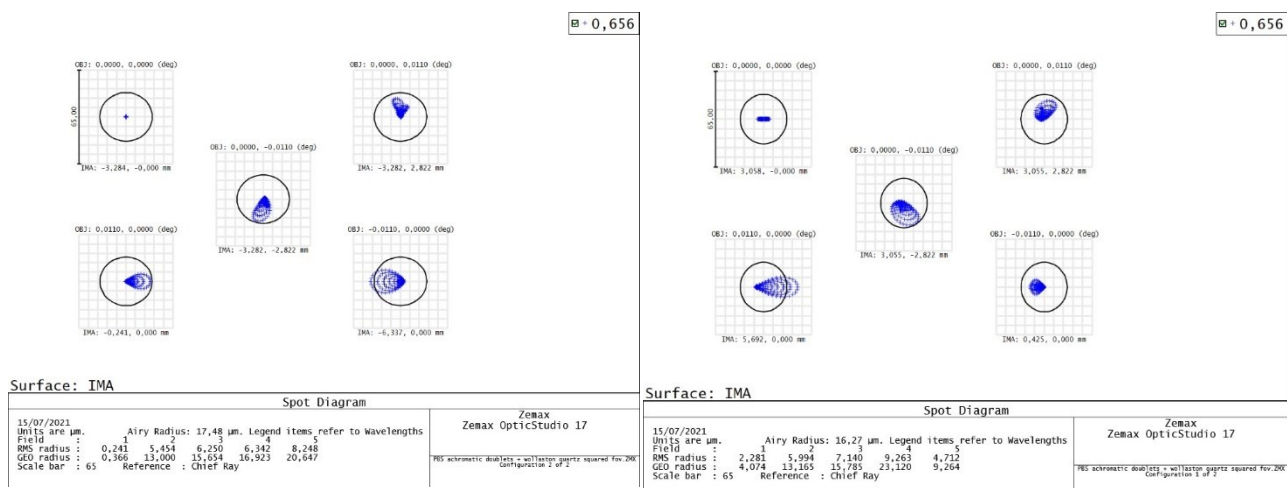 + 0,656
OBJ: 0,0000, 0,0000 (deg)
OBJ: 0,0000, 0,0110 (deg)
65,00
IMA: -3,284, -0,000 mm
IMA: -3,282, 2,822 mm
OBJ: 0,0000, -0,0110 (deg)
IMA: -3,282, -2,822 mm
OBJ: 0,0110, 0,0000 (deg)
OBJ: -0,0110, 0,0000 (deg)
IMA: -0,241, 0,000 mm
IMA: -6,337, 0,000 mm
Surface: IMA
Spot Diagram
15/07/2021
Units are µm. Airy Radius: 17,48 µm. Legend items refer to Wavelengths
Field : 1 2 3 4 5
RMS radius : 0,241 5,454 6,250 6,342 8,248
GEO radius : 0,366 13,000 15,654 16,923 20,647
Scale bar : 65 Reference : Chief Ray
Zemax
Zemax OpticStudio 17
PBS achromatic doublets + wollaston quartz squared fov.ZMX
Configuration 2 of 2
+ 0,656
OBJ: 0,0000, 0,0000 (deg)
OBJ: 0,0000, 0,0110 (deg)
65,00
IMA: 3,058, -0,000 mm
IMA: 3,055, 2,822 mm
OBJ: 0,0000, -0,0110 (deg)
IMA: 3,055, -2,822 mm
OBJ: 0,0110, 0,0000 (deg)
OBJ: -0,0110, 0,0000 (deg)
IMA: 5,692, 0,000 mm
IMA: 0,425, 0,000 mm
Surface: IMA
Spot Diagram
15/07/2021
Units are µm. Airy Radius: 16,27 µm. Legend items refer to Wavelengths
Field : 1 2 3 4 5
RMS radius : 2,281 5,994 7,140 9,263 4,712
GEO radius : 4,074 13,165 15,785 23,120 9,264
Scale bar : 65 Reference : Chief Ray
Zemax
Zemax OpticStudio 17
PBS achromatic doublets + wollaston quartz squared fov.ZMX
Configuration 1 of 2